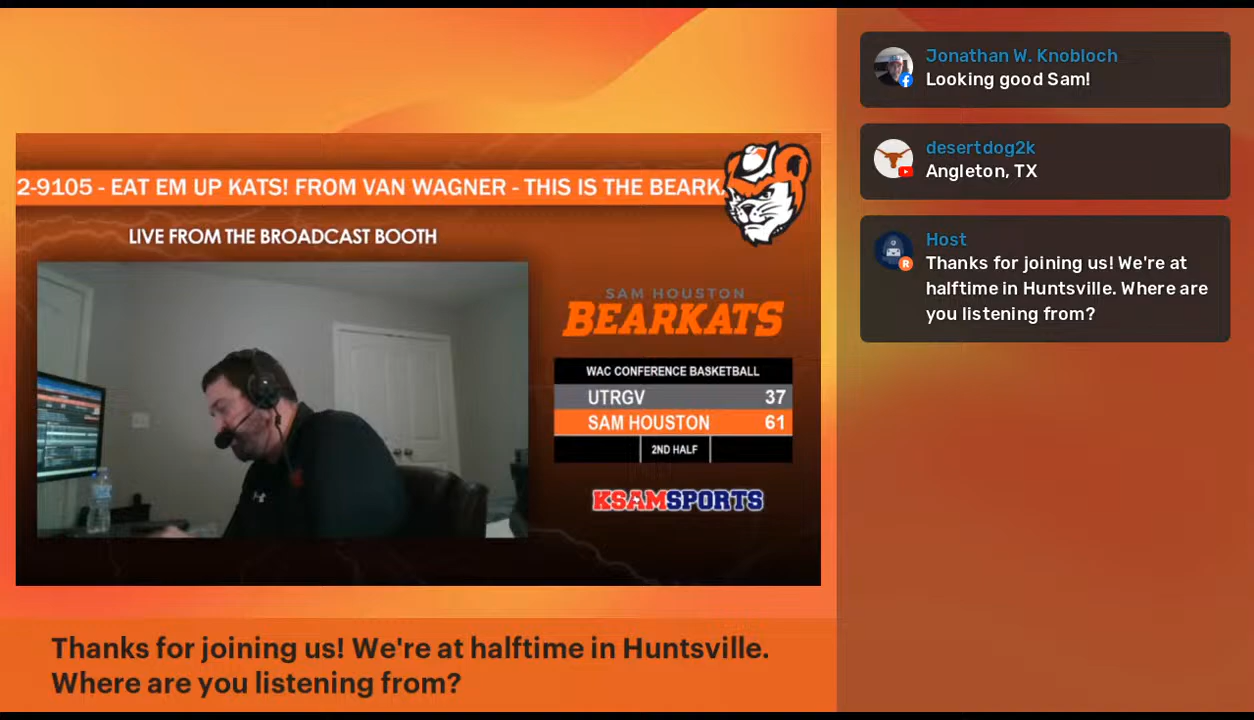 2-9105 - EAT EM UP KATS! FROM VAN WAGNER - THIS IS THE BEARK
LIVE FROM THE BROADCAST BOOTH
SAM HOUSTON
BEARKATS
WAC CONFERENCE BASKETBALL
UTRGV 37
SAM HOUSTON 61
2ND HALF
KSAMSPORTS
Thanks for joining us! We're at halftime in Huntsville.
Where are you listening from?
Jonathan W. Knobloch
Looking good Sam!
desertdog2k
Angleton, TX
Host
Thanks for joining us! We're at
halftime in Huntsville. Where are
you listening from?